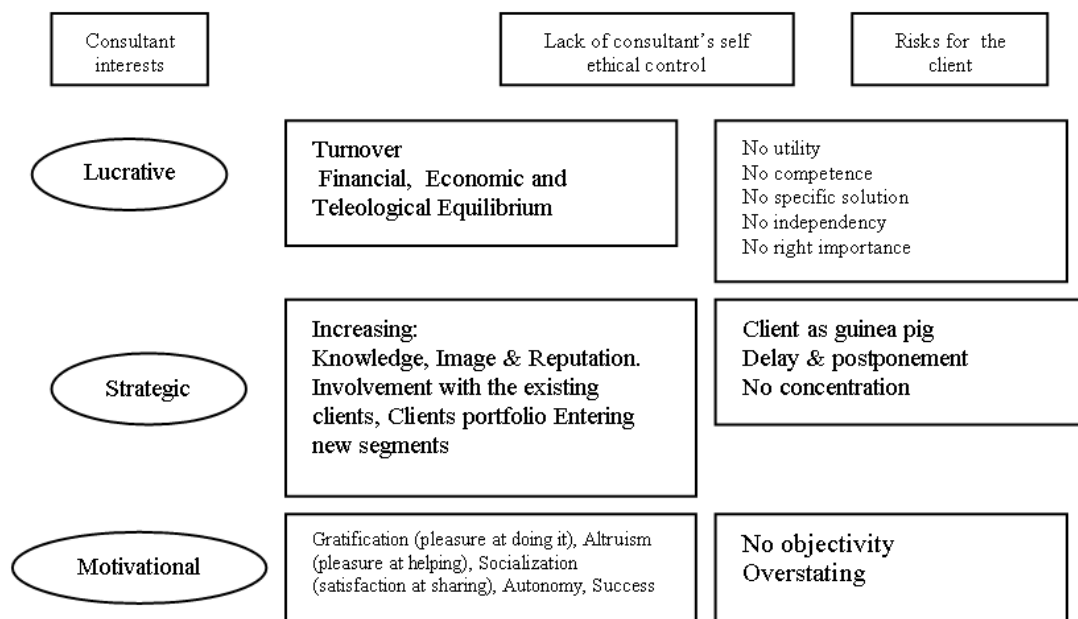 Consultant
interests
Lack of consultant's self
ethical control
Risks for the
client
Lucrative
Turnover
Financial, Economic and
Teleological Equilibrium
No utility
No competence
No specific solution
No independency
No right importance
Strategic
Increasing:
Knowledge, Image & Reputation.
Involvement with the existing
clients, Clients portfolio Entering
new segments
Client as guinea pig
Delay & postponement
No concentration
Motivational
Gratification (pleasure at doing it), Altruism
(pleasure at helping), Socialization
(satisfaction at sharing), Autonomy, Success
No objectivity
Overstating